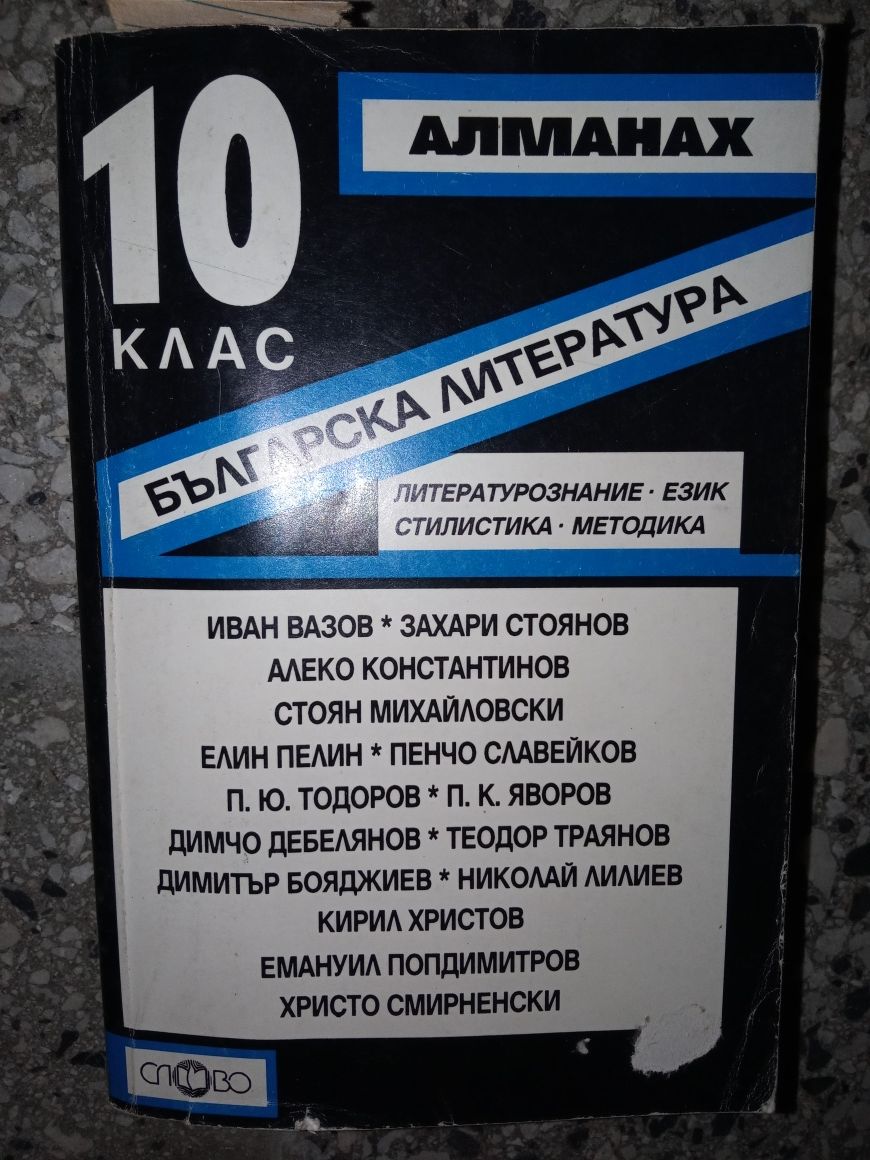 10
КЛАС
АЛМАНАХ
БЪЛГАРСКА ЛИТЕРАТУРА
ЛИТЕРАТУРОЗНАНИЕ · ЕЗИК
СТИЛИСТИКА · МЕТОДИКА
ИВАН ВАЗОВ * ЗАХАРИ СТОЯНОВ
АЛЕКО КОНСТАНТИНОВ
СТОЯН МИХАЙЛОВСКИ
ЕЛИН ПЕЛИН * ПЕНЧО СЛАВЕЙКОВ
П. Ю. ТОДОРОВ * П. К. ЯВОРОВ
ДИМЧО ДЕБЕЛЯНОВ * ТЕОДОР ТРАЯНОВ
ДИМИТЪР БОЯДЖИЕВ * НИКОЛАЙ ЛИЛИЕВ
КИРИЛ ХРИСТОВ
ЕМАНУИЛ ПОПДИМИТРОВ
ХРИСТО СМИРНЕНСКИ
СЛОВО